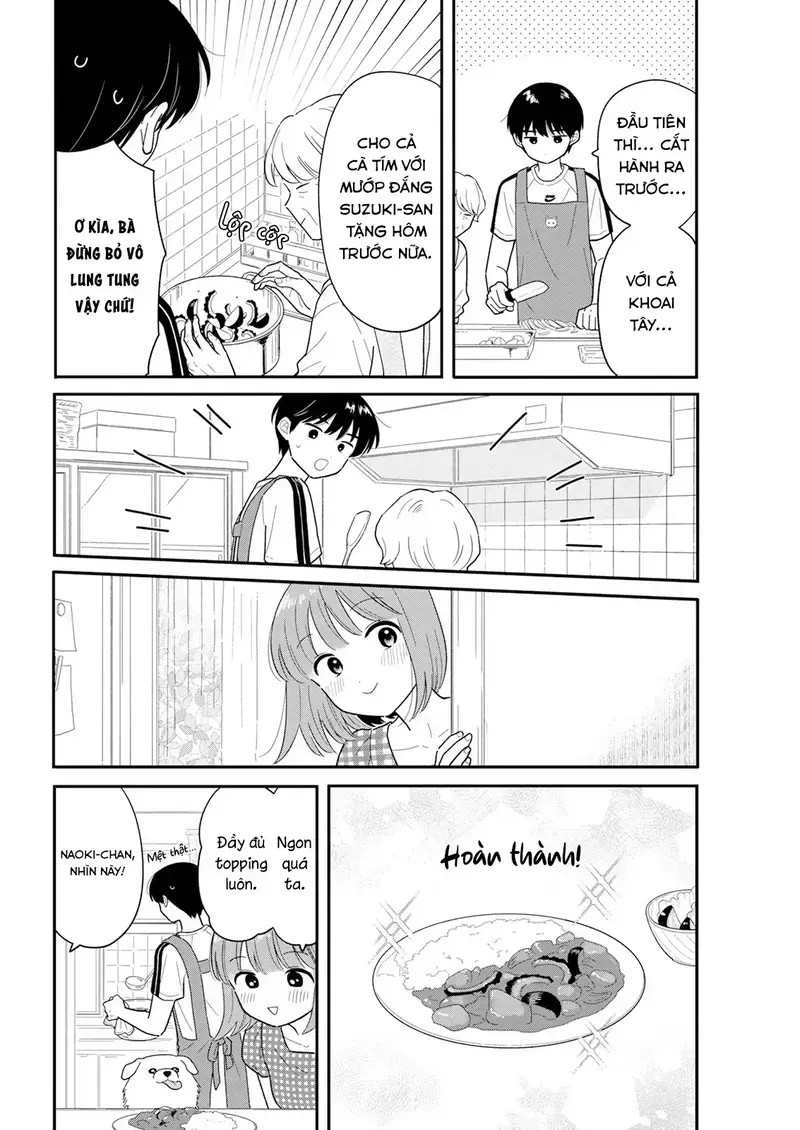 ĐẦU TIÊN
THÌ... CẮT
HÀNH RA
TRƯỚC...
VỚI CẢ
KHOAI
TÂY...
CHO CẢ
CÀ TÍM VỚI
MƯỚP ĐẮNG
SUZUKI-SAN
TẶNG HÔM
TRƯỚC NỮA.
Lộp cộp
Ơ KÌA, BÀ
ĐỪNG BỎ VÔ
LUNG TUNG
VẬY CHỨ!
Hoàn thành!
Ngon
quá
ta.
Đầy đủ
topping
luôn.
Mệt thật...
NAOKI-CHAN,
NHÌN NÀY!